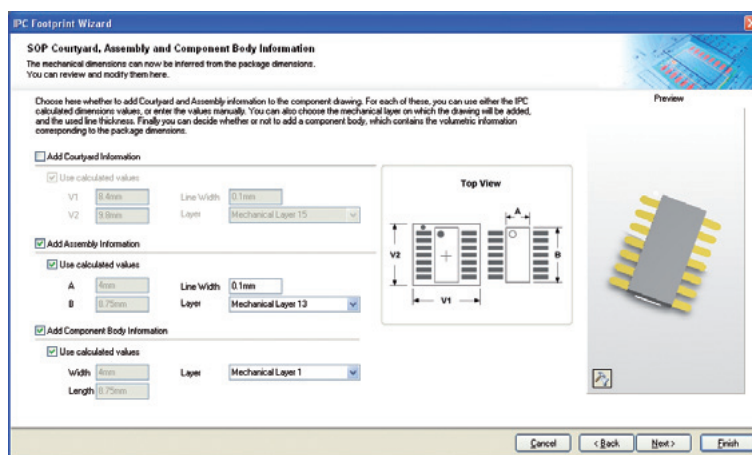 IPC Footprint Wizard
SOP Courtyard, Assembly and Component Body Information
The mechanical dimensions can now be inferred from the package dimensions.
You can review and modify them here.
Choose here whether to add Courtyard and Assembly information to the component drawing. For each of these, you can use either the IPC
calculated dimensions values, or enter the values manually. You can also choose the mechanical layer on which the drawing will be added,
and the used line thickness. Finally you can decide whether or not to add a component body, which contains the volumetric information
corresponding to the package dimensions.
Preview
Add Courtyard Information
Use calculated values
V1 8.4mm Line Width 0.1mm
V2 9.8mm Layer Mechanical Layer 15
Add Assembly Information
Use calculated values
A 4mm Line Width 0.1mm
B 8.75mm Layer Mechanical Layer 13
Add Component Body Information
Use calculated values
Width 4mm Layer Mechanical Layer 1
Length 8.75mm
Top View
A
V2
B
V1
Cancel < Back Next > Finish